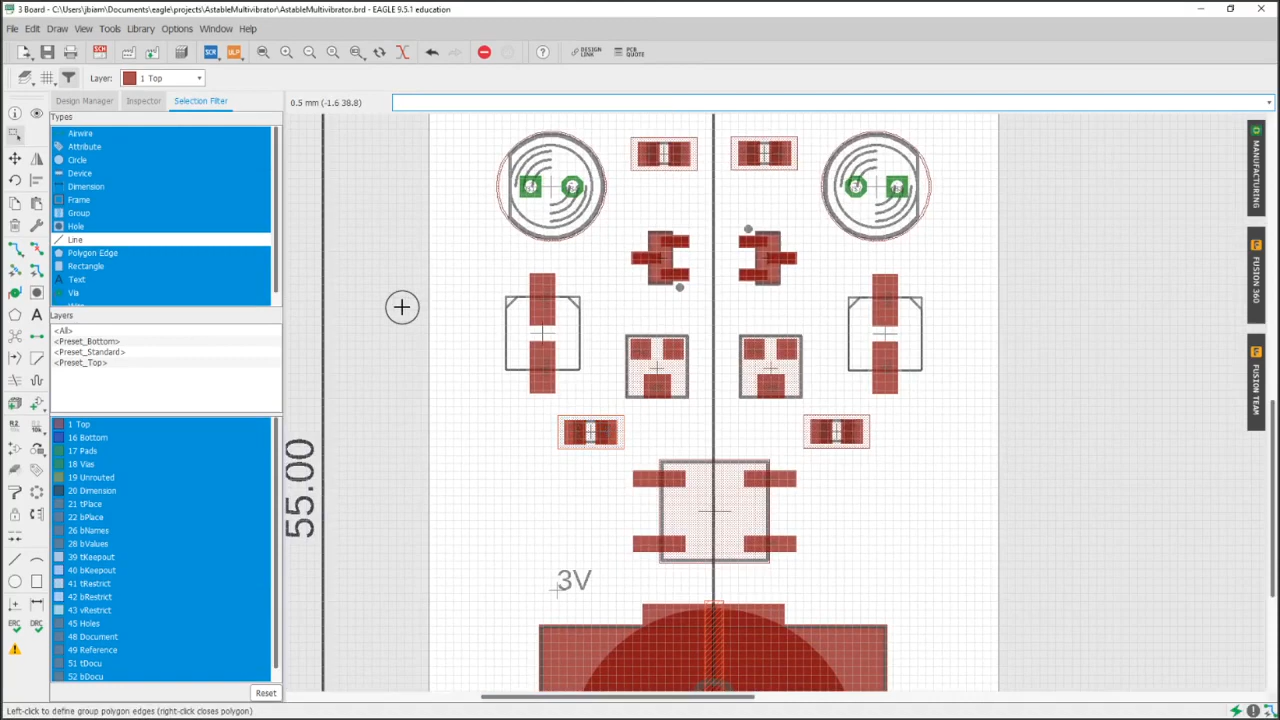 3 Board - C:\Users\jbiam\Documents\eagle\projects\AstableMultivibrator\AstableMultivibrator.brd - EAGLE 9.5.1 education
File Edit Draw View Tools Library Options Window Help
SCH SCR ULP DESIGN LINK PCB QUOTE
Layer: 1 Top
Design Manager Inspector Selection Filter 0.5 mm (-1.6 38.8)
Types
Airwire
Attribute
Circle
Device
Dimension
Frame
Group
Hole
Line
Polygon Edge
Rectangle
Text
Via
Layers
<All>
<Preset_Bottom>
<Preset_Standard>
<Preset_Top>
1 Top
16 Bottom
17 Pads
18 Vias
19 Unrouted
20 Dimension
21 tPlace
22 bPlace
26 bNames
28 bValues
39 tKeepout
40 bKeepout
41 tRestrict
42 bRestrict
43 vRestrict
45 Holes
48 Document
49 Reference
51 tDocu
52 bDocu
Reset
55.00
3V
MANUFACTURING
FUSION 360
FUSION TEAM
ERC DRC
Left-click to define group polygon edges (right-click closes polygon)